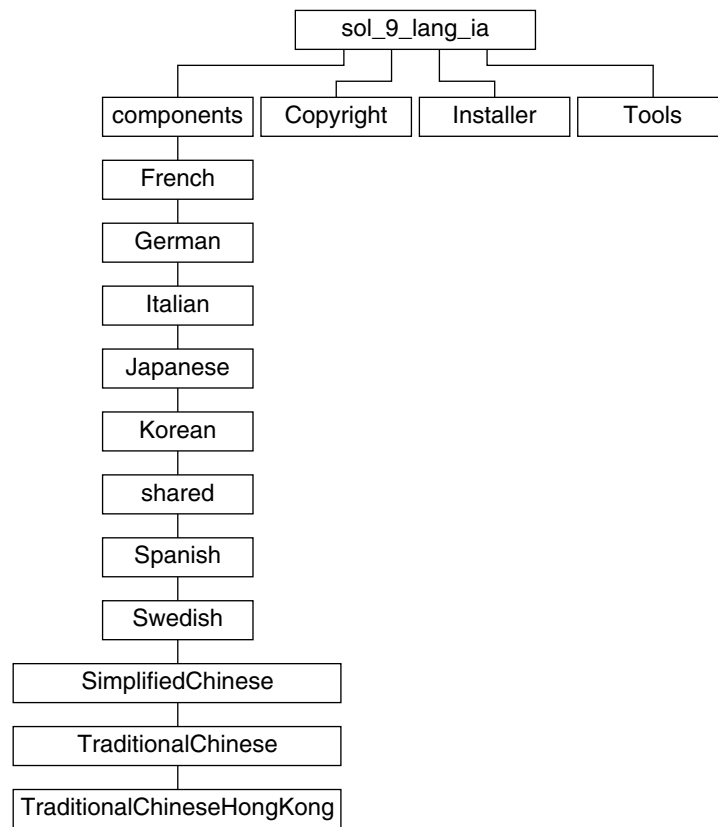 sol_9_lang_ia
components
Copyright
Installer
Tools
French
German
Italian
Japanese
Korean
shared
Spanish
Swedish
SimplifiedChinese
TraditionalChinese
TraditionalChineseHongKong